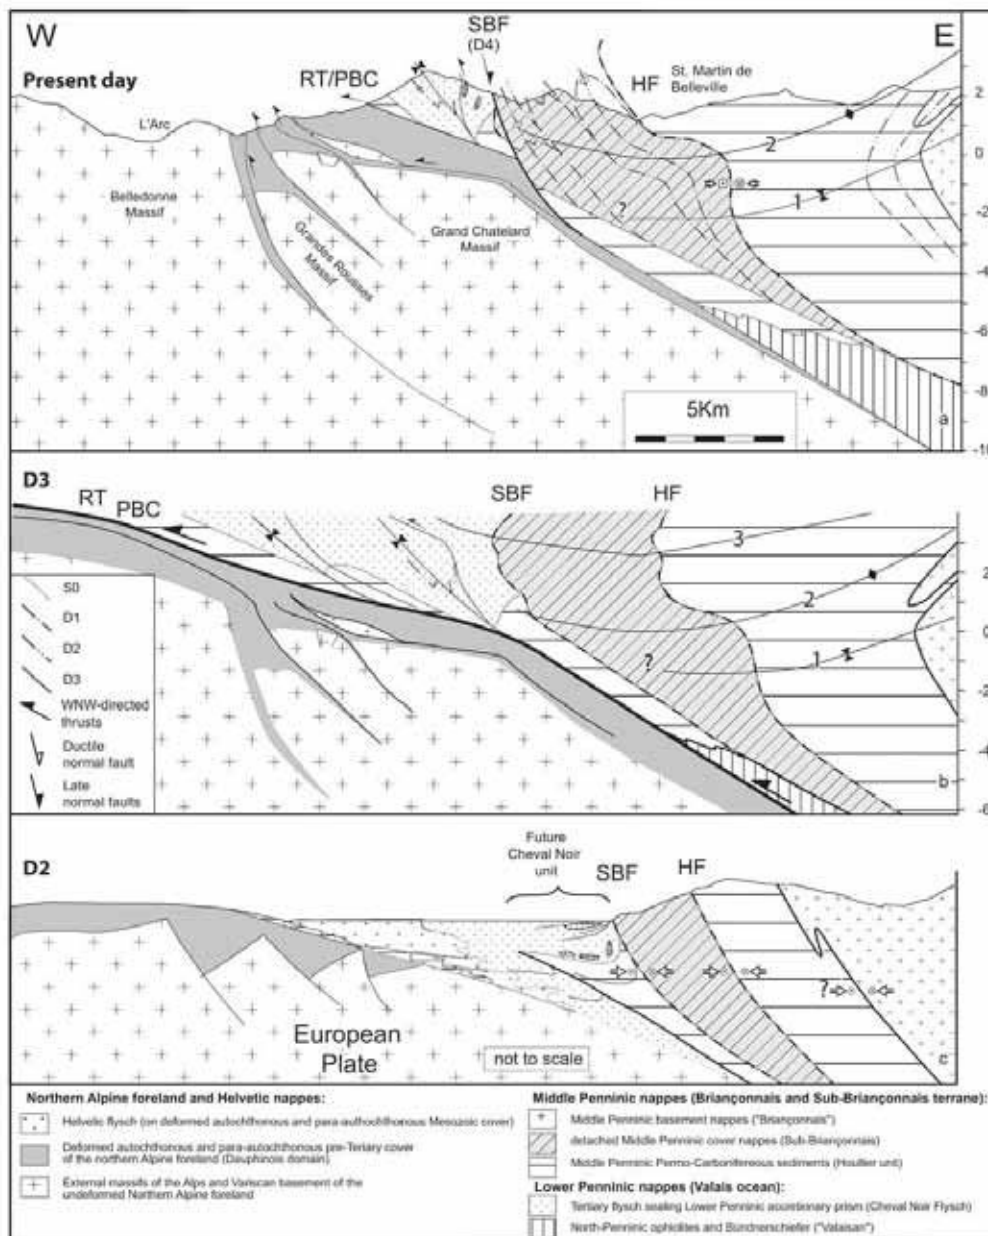 W
E
SBF
(D4)
Present day
RT/PBC
HF
St. Martin de
Belleville
L'Arc
Belledonne
Massif
Grandes Rousses
Massif
Grand Chatelard
Massif
?
2
1
2
0
-2
-4
-6
-8
-10
5Km
a
D3
RT
PBC
SBF
HF
3
2
1
?
0
-2
-4
-6
b
S0
D1
D2
D3
WNW-directed
thrusts
Ductile
normal fault
Late
normal faults
D2
Future
Cheval Noir
unit
SBF
HF
?
European
Plate
not to scale
c
Northern Alpine foreland and Helvetic nappes:
Helvetic flysch (on deformed autochthonous and para-authochthonous Mesozoic cover)
Deformed autochthonous and para-autochthonous pre-Tertiary cover
of the northern Alpine foreland (Dauphinois domain)
External massifs of the Alps and Variscan basement of the
undeformed Northern Alpine foreland
Middle Penninic nappes (Briançonnais and Sub-Briançonnais terrane):
Middle Penninic basement nappes ("Briançonnais")
detached Middle Penninic cover nappes (Sub-Briançonnais)
Middle Penninic Permo-Carboniferous sediments (Houiller unit)
Lower Penninic nappes (Valais ocean):
Tertiary flysch sealing Lower Penninic accretionary prism (Cheval Noir Flysch)
North-Penninic ophiolites and Bündnerschiefer ("Valaisan")